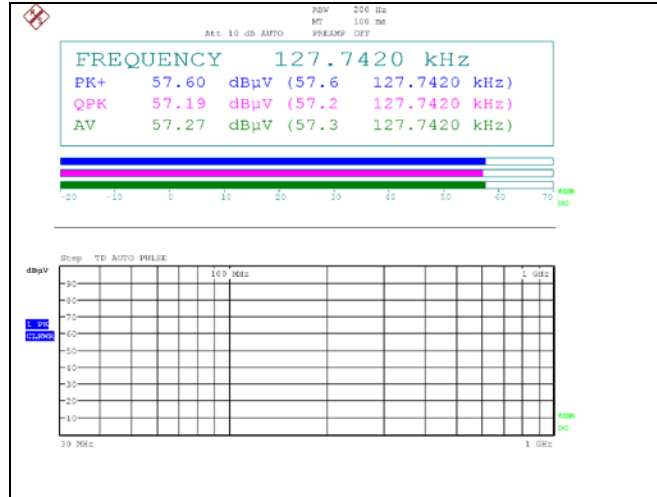 RBW 200 Hz
MT 100 ms
Att 10 dB AUTO PREAMP OFF
FREQUENCY 127.7420 kHz
PK+ 57.60 dBµV (57.6 127.7420 kHz)
QPK 57.19 dBµV (57.2 127.7420 kHz)
AV 57.27 dBµV (57.3 127.7420 kHz)
-20 -10 0 10 20 30 40 50 60 70
6DB
DC
Step TD AUTO PULSE
dBµV
100 MHz 1 GHz
90
80
70
1 PK
60
CLRWR
50
40
30
20
10
6DB
DC
30 MHz 1 GHz